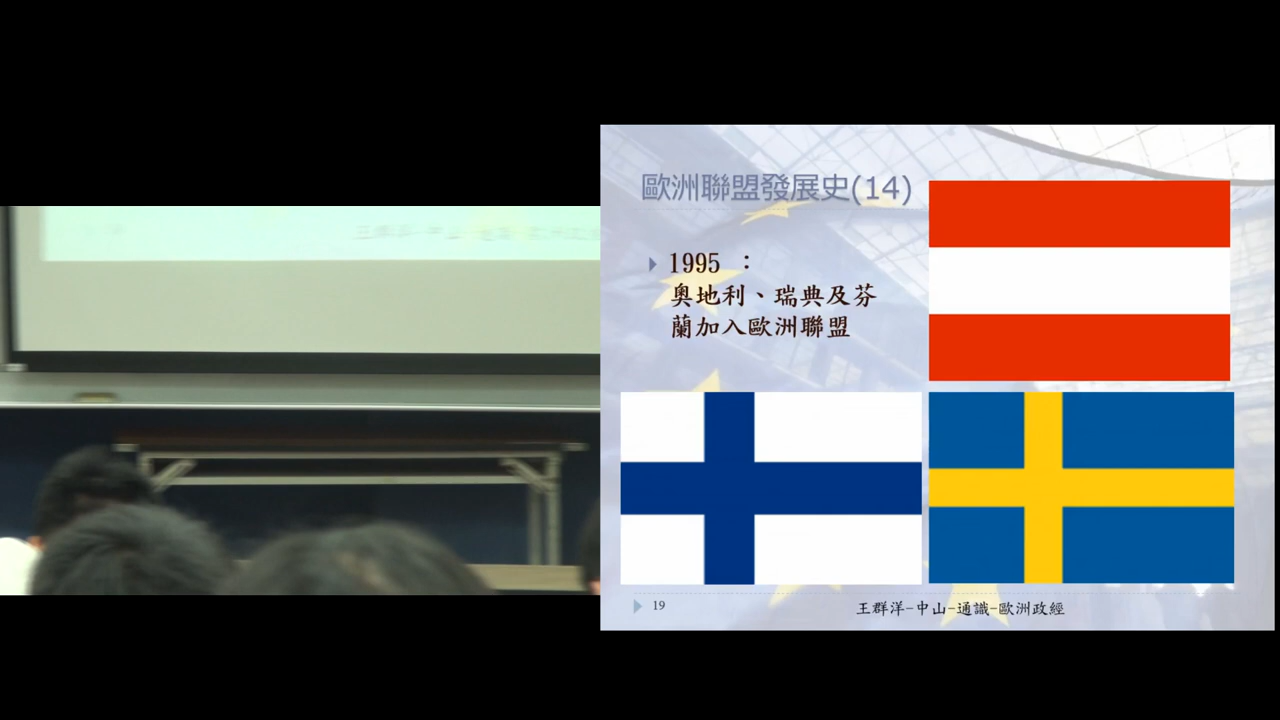 歐洲聯盟發展史(14)
1995 ：
奧地利、瑞典及芬
蘭加入歐洲聯盟
19
王群洋-中山-通識-歐洲政經